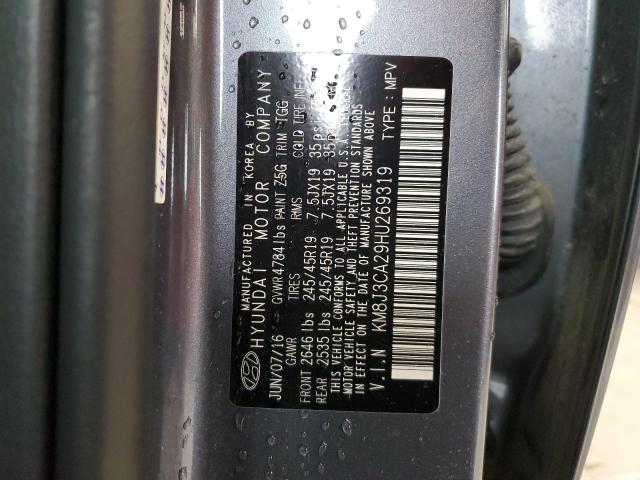 MANUFACTURED IN KOREA BY
HYUNDAI MOTOR COMPANY
JUN/07/16 GVWR 4784 lbs PAINT Z5G TRIM TGG
GAWR TIRES RIMS COLD TIRE INF.
FRONT 2646 lbs 245/45R19 7.5JX19 35 psi
REAR 2535 lbs 245/45R19 7.5JX19 35
THIS VEHICLE CONFORMS TO ALL APPLICABLE U.S.A. FEDERAL
MOTOR VEHICLE SAFETY AND THEFT PREVENTION STANDARDS
IN EFFECT ON THE DATE OF MANUFACTURE SHOWN ABOVE
V.I.N KM8J3CA29HU269319 TYPE : MPV